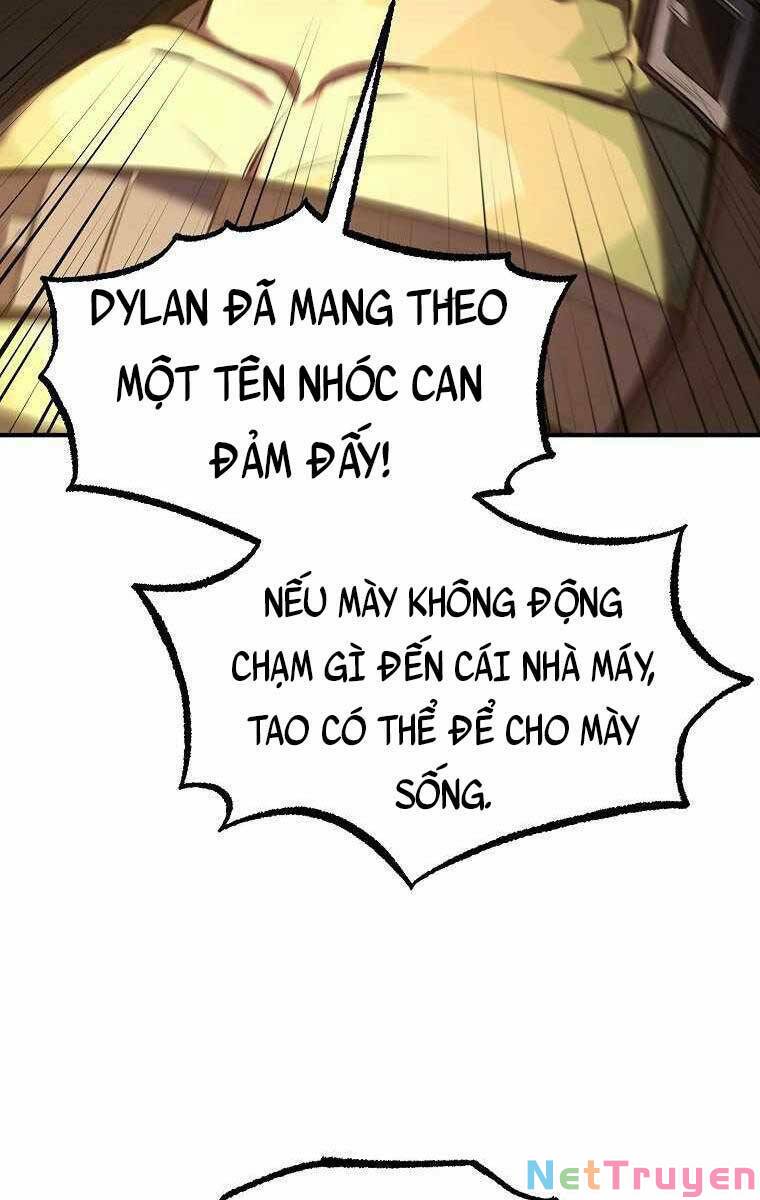 DYLAN ĐÃ MANG THEO
MỘT TÊN NHÓC CAN
ĐẢM ĐẤY!
NẾU MÀY KHÔNG ĐỘNG
CHẠM GÌ ĐẾN CÁI NHÀ MÁY,
TAO CÓ THỂ ĐỂ CHO MÀY
SỐNG.
NetTruyen